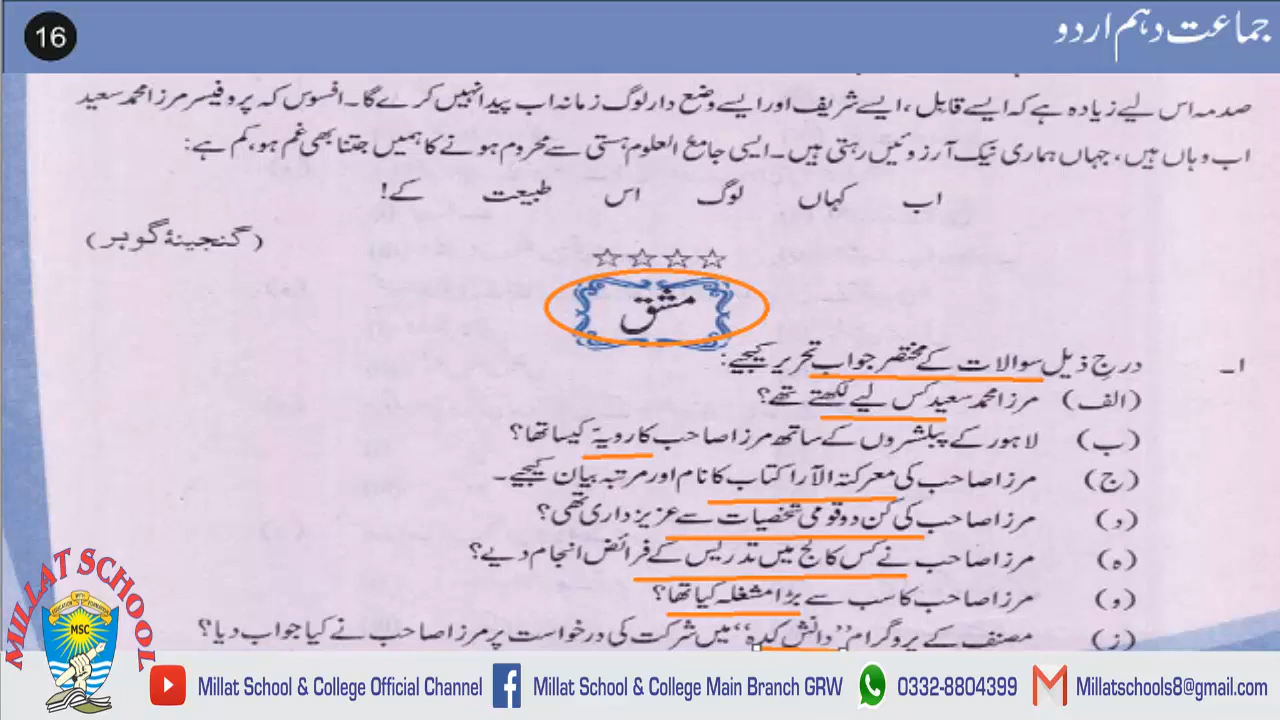 جماعت دہم اردو
16
صدمہ اس لیے زیادہ ہے کہ ایسے قابل، ایسے شریف اور ایسے وضع دار لوگ زمانہ اب پیدا نہیں کرے گا۔ افسوس کہ پروفیسر مرزا محمد سعید
اب وہاں ہیں، جہاں ہماری نیک آرزوئیں رہتی ہیں۔ ایسی جامع العلوم ہستی سے محروم ہونے کا ہمیں جتنا بھی غم ہو، کم ہے:
اب کہاں لوگ اس طبیعت کے!
(گنجینۂ گوہر)
☆☆☆☆
مشق
۱۔ درج ذیل سوالات کے مختصر جواب تحریر کیجیے:
(الف) مرزا محمد سعید کس لیے لکھتے تھے؟
(ب) لاہور کے پبلشروں کے ساتھ مرزا صاحب کا رویّہ کیسا تھا؟
(ج) مرزا صاحب کی معرکتہ الآرا کتاب کا نام اور مرتبہ بیان کیجیے۔
(د) مرزا صاحب کی کن دو قومی شخصیات سے عزیز داری تھی؟
(ہ) مرزا صاحب نے کس کالج میں تدریس کے فرائض انجام دیے؟
(و) مرزا صاحب کا سب سے بڑا مشغلہ کیا تھا؟
(ز) مصنف کے پروگرام ”دانش کدہ“ میں شرکت کی درخواست پر مرزا صاحب نے کیا جواب دیا؟
MILLAT SCHOOL
MSC
Millat School & College Official Channel
Millat School & College Main Branch GRW
0332-8804399
Millatschools8@gmail.com